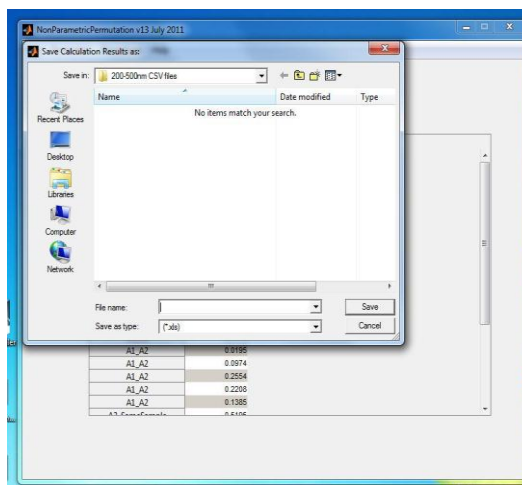 NonParametricPermutation v13 July 2011
Save Calculation Results as:
Save in:
200-500nm CSV files
Name
Date modified
Type
No items match your search.
Recent Places
Desktop
Libraries
Computer
Network
File name:
Save
Save as type:
(*.xls)
Cancel
A1_A2 0.0195
A1_A2 0.0974
A1_A2 0.2554
A1_A2 0.2208
A1_A2 0.1385